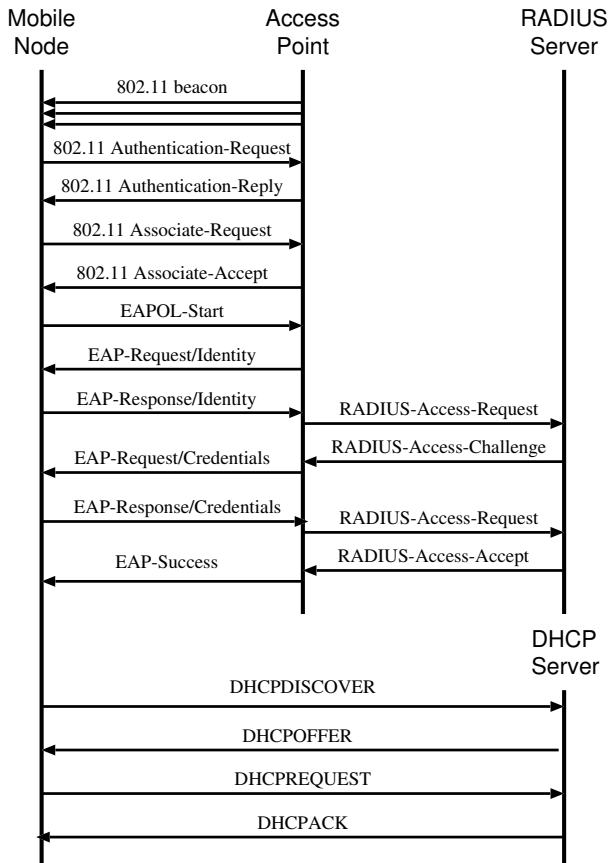 Mobile
Node
Access
Point
RADIUS
Server
802.11 beacon
802.11 Authentication-Request
802.11 Authentication-Reply
802.11 Associate-Request
802.11 Associate-Accept
EAPOL-Start
EAP-Request/Identity
EAP-Response/Identity
RADIUS-Access-Request
RADIUS-Access-Challenge
EAP-Request/Credentials
EAP-Response/Credentials
RADIUS-Access-Request
RADIUS-Access-Accept
EAP-Success
DHCP
Server
DHCPDISCOVER
DHCPOFFER
DHCPREQUEST
DHCPACK